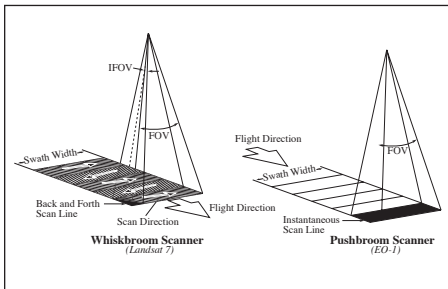 IFOV
FOV
Swath Width
Back and Forth
Scan Line
Scan Direction
Flight Direction
Whiskbroom Scanner
(Landsat 7)
Flight Direction
FOV
Swath Width
Instantaneous
Scan Line
Pushbroom Scanner
(EO-1)